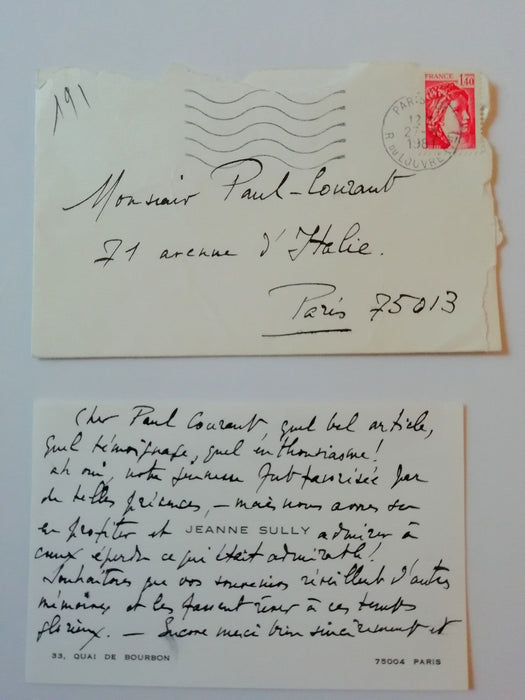 191
FRANCE
1,40
PARIS
27
1981
R. DU LOUVRE
Monsieur Paul-Courant
71 avenue d'Italie.
Paris 75013
Cher Paul Courant, quel bel article,
quel témoignage, quel enthousiasme!
ah oui, notre jeunesse fut favorisée par
de telles présences, – mais nous avons su
en profiter et JEANNE SULLY admirer à
ce qui était admirable!
Souhaitons que vos souvenirs réveillent d'autres
mémoires et les fassent rêver à ces temps
glorieux. – Encore merci bien sincèrement et
33, QUAI DE BOURBON 75004 PARIS